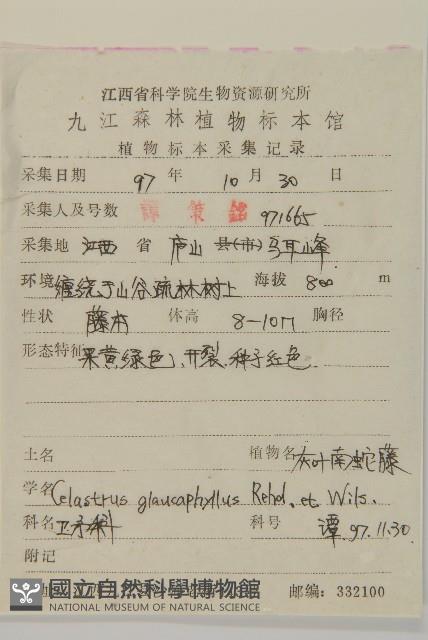 江西省科学院生物资源研究所
九江森林植物标本馆
植物标本采集记录
采集日期 97 年 10 月 30 日
采集人及号数 譚策銘 971665
采集地 江西 省 庐山 县(市) 马耳峰
环境 缠绕于山谷疏林树上 海拔 800 m
性状 藤本 体高 8-10m 胸径
形态特征 果黄绿色、开裂、种子红色
土名 植物名 灰叶南蛇藤
学名 Celastrus glaucophyllus Rehd. et Wils.
科名 卫矛科 科号 谭 97.11.30
附记
國立自然科學博物館 邮编: 332100
NATIONAL MUSEUM OF NATURAL SCIENCE